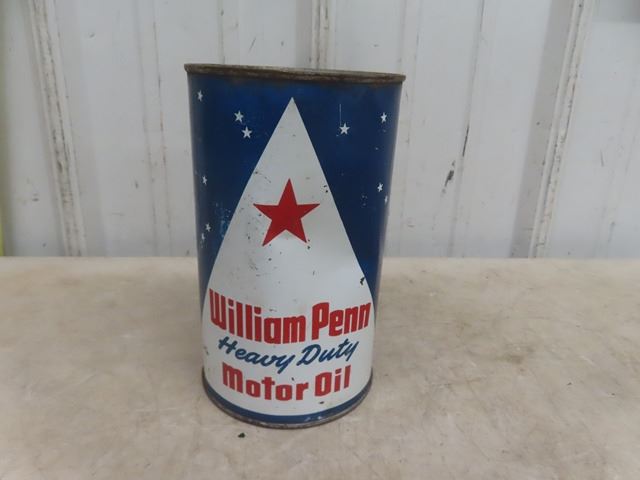 William Penn
Heavy Duty
Motor Oil